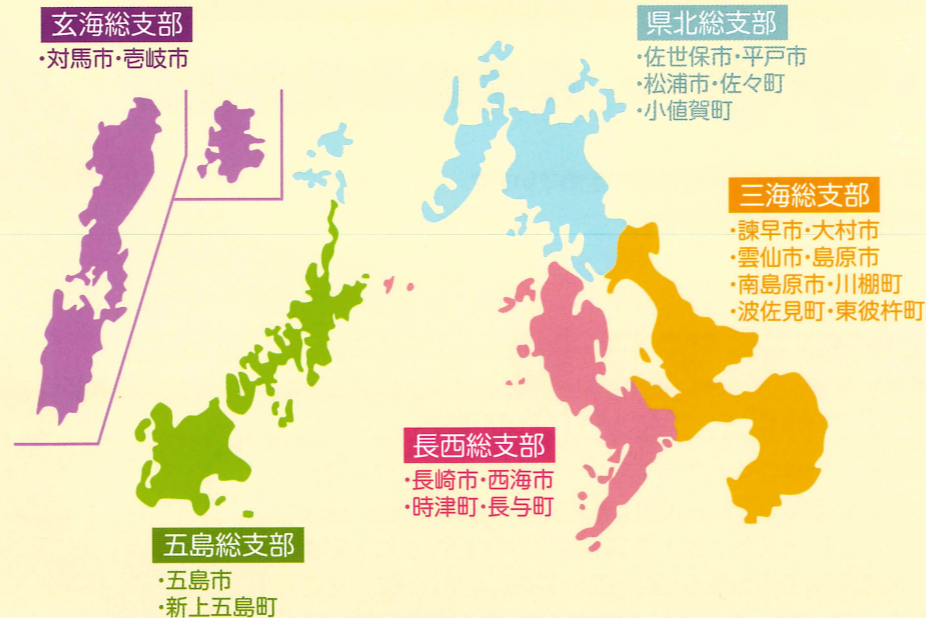 玄海総支部
・対馬市・壱岐市
県北総支部
・佐世保市・平戸市
・松浦市・佐々町
・小値賀町
三海総支部
・諫早市・大村市
・雲仙市・島原市
・南島原市・川棚町
・波佐見町・東彼杵町
長西総支部
・長崎市・西海市
・時津町・長与町
五島総支部
・五島市
・新上五島町